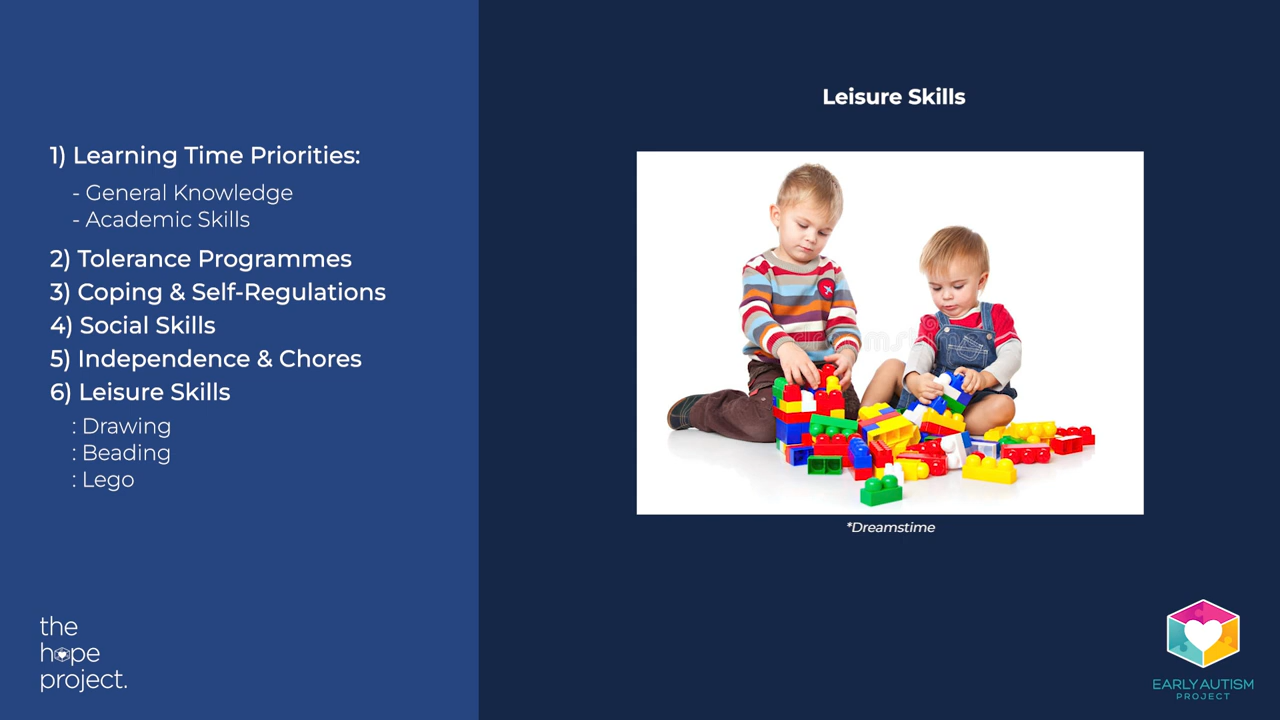 1) Learning Time Priorities:
- General Knowledge
- Academic Skills
2) Tolerance Programmes
3) Coping & Self-Regulations
4) Social Skills
5) Independence & Chores
6) Leisure Skills
: Drawing
: Beading
: Lego
the
hope
project.
Leisure Skills
dreamstime
*Dreamstime
EARLY AUTISM
PROJECT